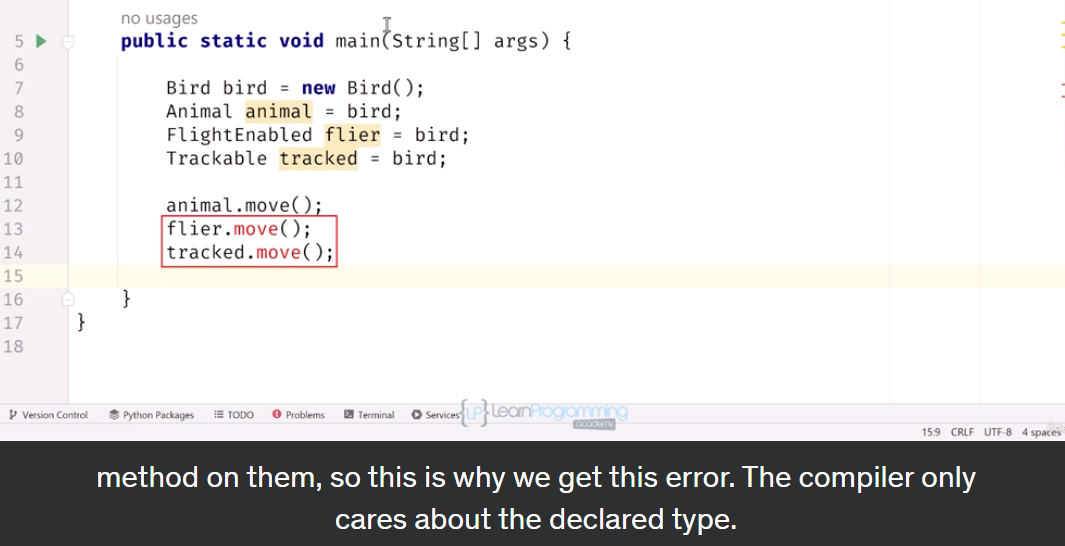 no usages
5 public static void main(String[] args) {
6
7 Bird bird = new Bird();
8 Animal animal = bird;
9 FlightEnabled flier = bird;
10 Trackable tracked = bird;
11
12 animal.move();
13 flier.move();
14 tracked.move();
15
16 }
17 }
18
Version Control Python Packages TODO Problems Terminal Services
{LP} LearnProgramming
academy
15:9 CRLF UTF-8 4 spaces
method on them, so this is why we get this error. The compiler only
cares about the declared type.